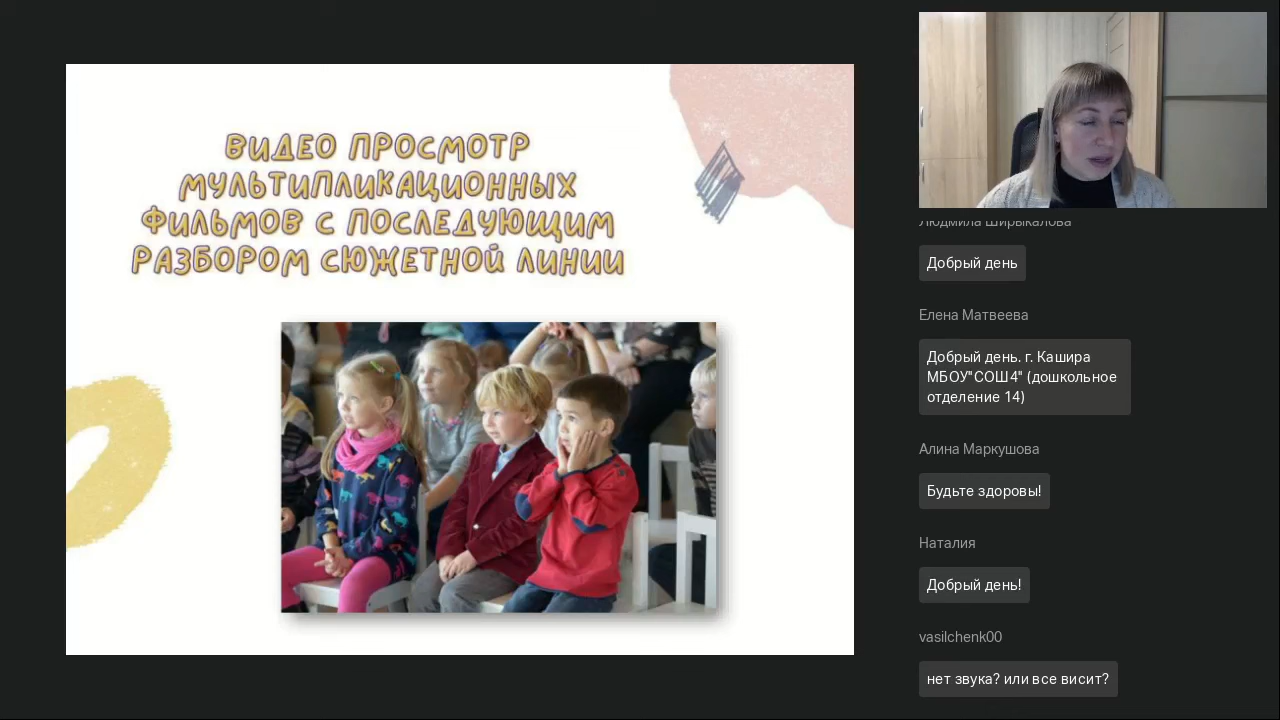 ВИДЕО ПРОСМОТР
МУЛЬТИПЛИКАЦИОННЫХ
ФИЛЬМОВ С ПОСЛЕДУЮЩИМ
РАЗБОРОМ СЮЖЕТНОЙ ЛИНИИ
Людмила Ширыкалова
Добрый день
Елена Матвеева
Добрый день. г. Кашира
МБОУ"СОШ4" (дошкольное
отделение 14)
Алина Маркушова
Будьте здоровы!
Наталия
Добрый день!
vasilchenk00
нет звука? или все висит?